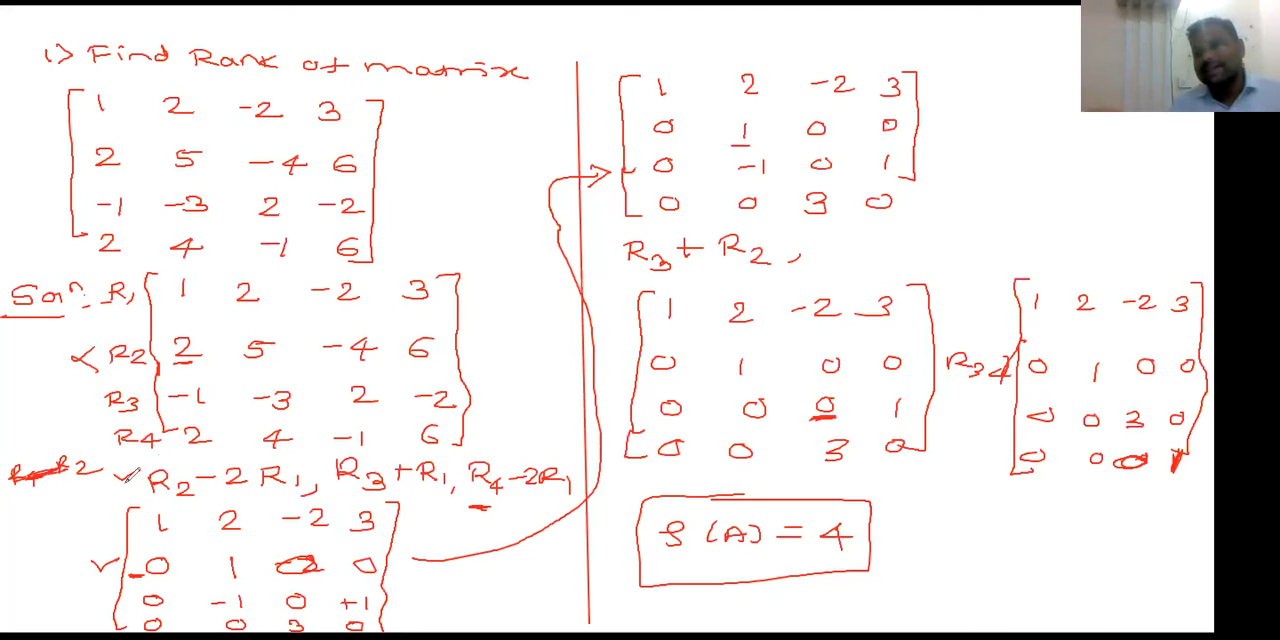 1) Find Rank of matrix
1 2 -2 3
2 5 -4 6
-1 -3 2 -2
2 4 -1 6
Soln: R1 1 2 -2 3
R2 2 5 -4 6
R3 -1 -3 2 -2
R4 2 4 -1 6
R2 - 2R1, R3 + R1, R4 - 2R1
1 2 -2 3
0 1 0 0
0 -1 0 +1
0 0 3 0
1 2 -2 3
0 1 0 0
0 -1 0 1
0 0 3 0
R3 + R2,
1 2 -2 3
0 1 0 0
0 0 0 1
0 0 3 0
R34
1 2 -2 3
0 1 0 0
0 0 3 0
0 0 0 1
ρ(A) = 4